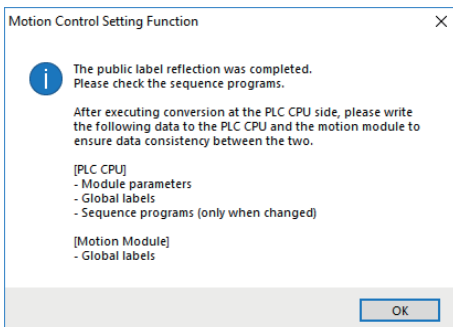 Motion Control Setting Function
The public label reflection was completed.
Please check the sequence programs.
After executing conversion at the PLC CPU side, please write
the following data to the PLC CPU and the motion module to
ensure data consistency between the two.
[PLC CPU]
- Module parameters
- Global labels
- Sequence programs (only when changed)
[Motion Module]
- Global labels
OK